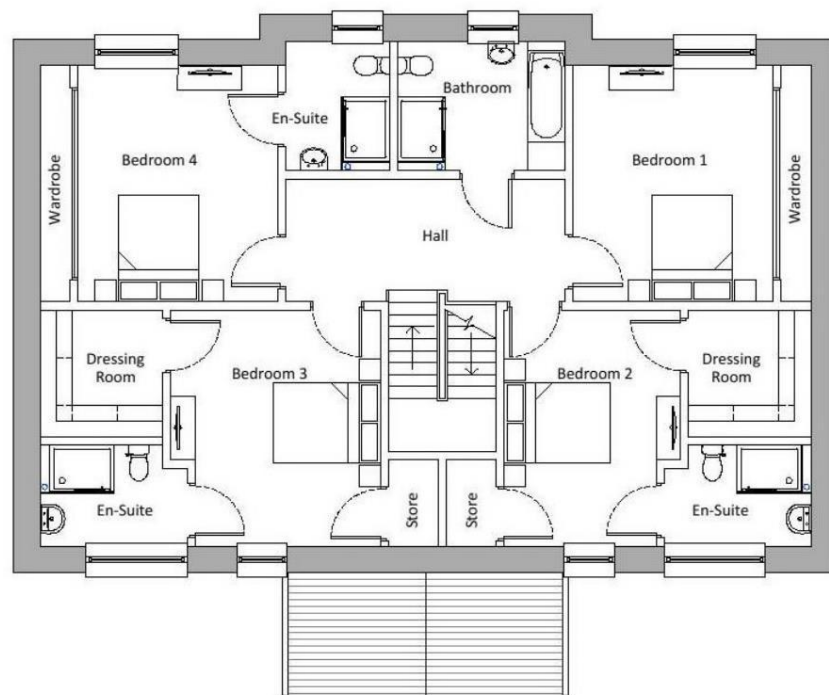 Wardrobe
Bedroom 4
En-Suite
Bathroom
Bedroom 1
Wardrobe
Hall
Dressing
Room
Bedroom 3
Bedroom 2
Dressing
Room
En-Suite
Store
Store
En-Suite